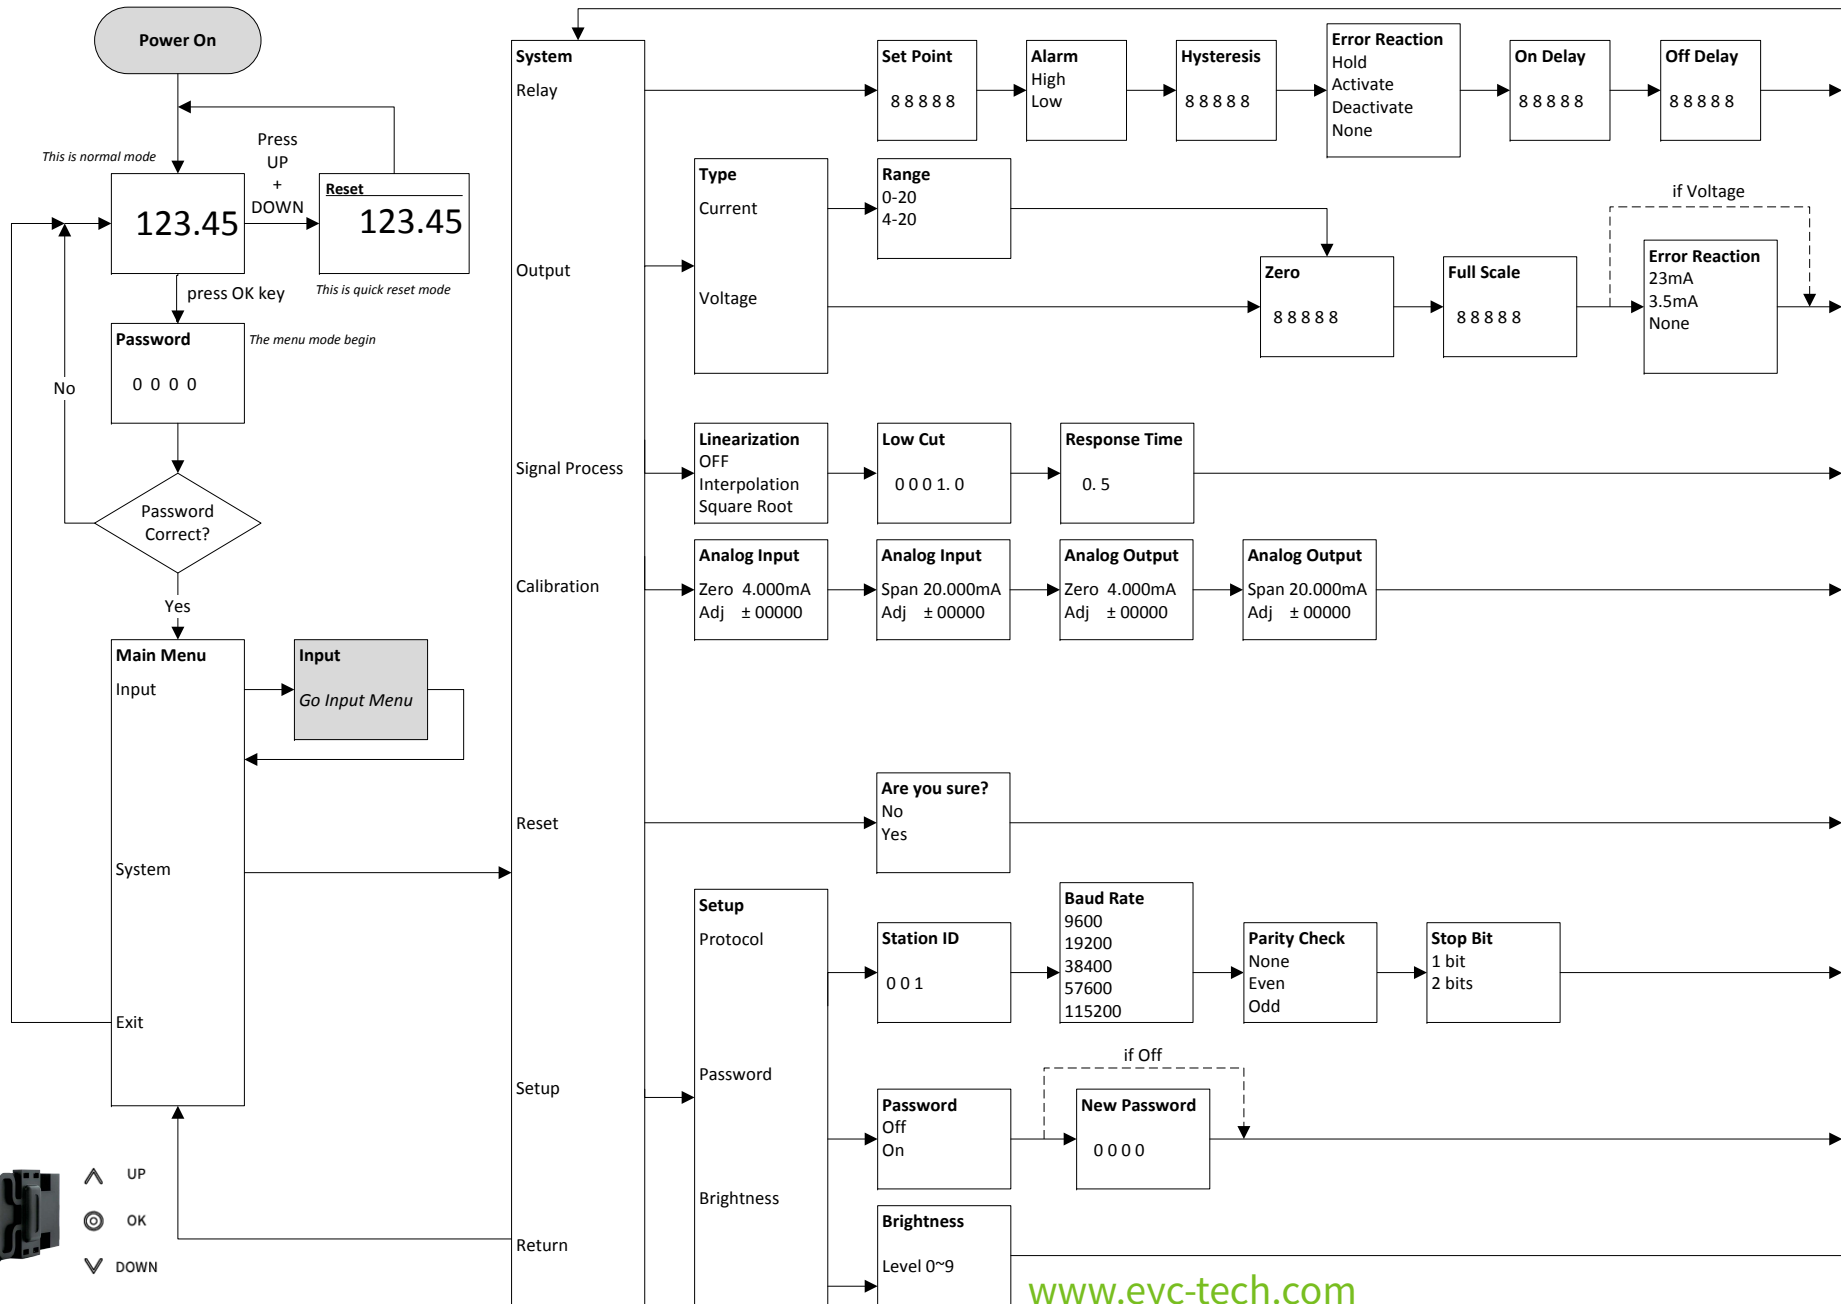 Power On
This is normal mode
123.45
Press
UP
+
DOWN
Reset
123.45
This is quick reset mode
press OK key
Password
0 0 0 0
The menu mode begin
No
Password
Correct?
Yes
Main Menu
Input
System
Exit
Input
Go Input Menu
UP
OK
DOWN
System
Relay
Output
Signal Process
Calibration
Reset
Setup
Return
Set Point
8 8 8 8 8
Alarm
High
Low
Hysteresis
8 8 8 8 8
Error Reaction
Hold
Activate
Deactivate
None
On Delay
8 8 8 8 8
Off Delay
8 8 8 8 8
Type
Current
Voltage
Range
0-20
4-20
Zero
8 8 8 8 8
Full Scale
8 8 8 8 8
if Voltage
Error Reaction
23mA
3.5mA
None
Linearization
OFF
Interpolation
Square Root
Low Cut
0 0 0 1. 0
Response Time
0. 5
Analog Input
Zero 4.000mA
Adj ± 00000
Analog Input
Span 20.000mA
Adj ± 00000
Analog Output
Zero 4.000mA
Adj ± 00000
Analog Output
Span 20.000mA
Adj ± 00000
Are you sure?
No
Yes
Setup
Protocol
Password
Brightness
Station ID
0 0 1
Baud Rate
9600
19200
38400
57600
115200
Parity Check
None
Even
Odd
Stop Bit
1 bit
2 bits
Password
Off
On
if Off
New Password
0 0 0 0
Brightness
Level 0~9
www.evc-tech.com